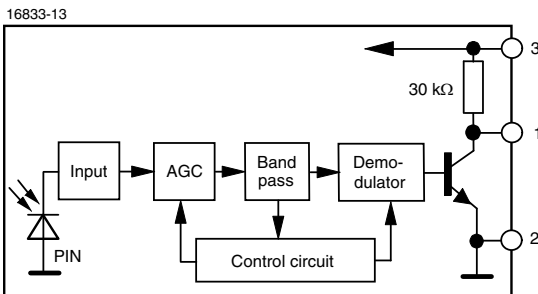 16833-13
3
30 kΩ
1
Input
AGC
Band
pass
Demo-
dulator
2
PIN
Control circuit